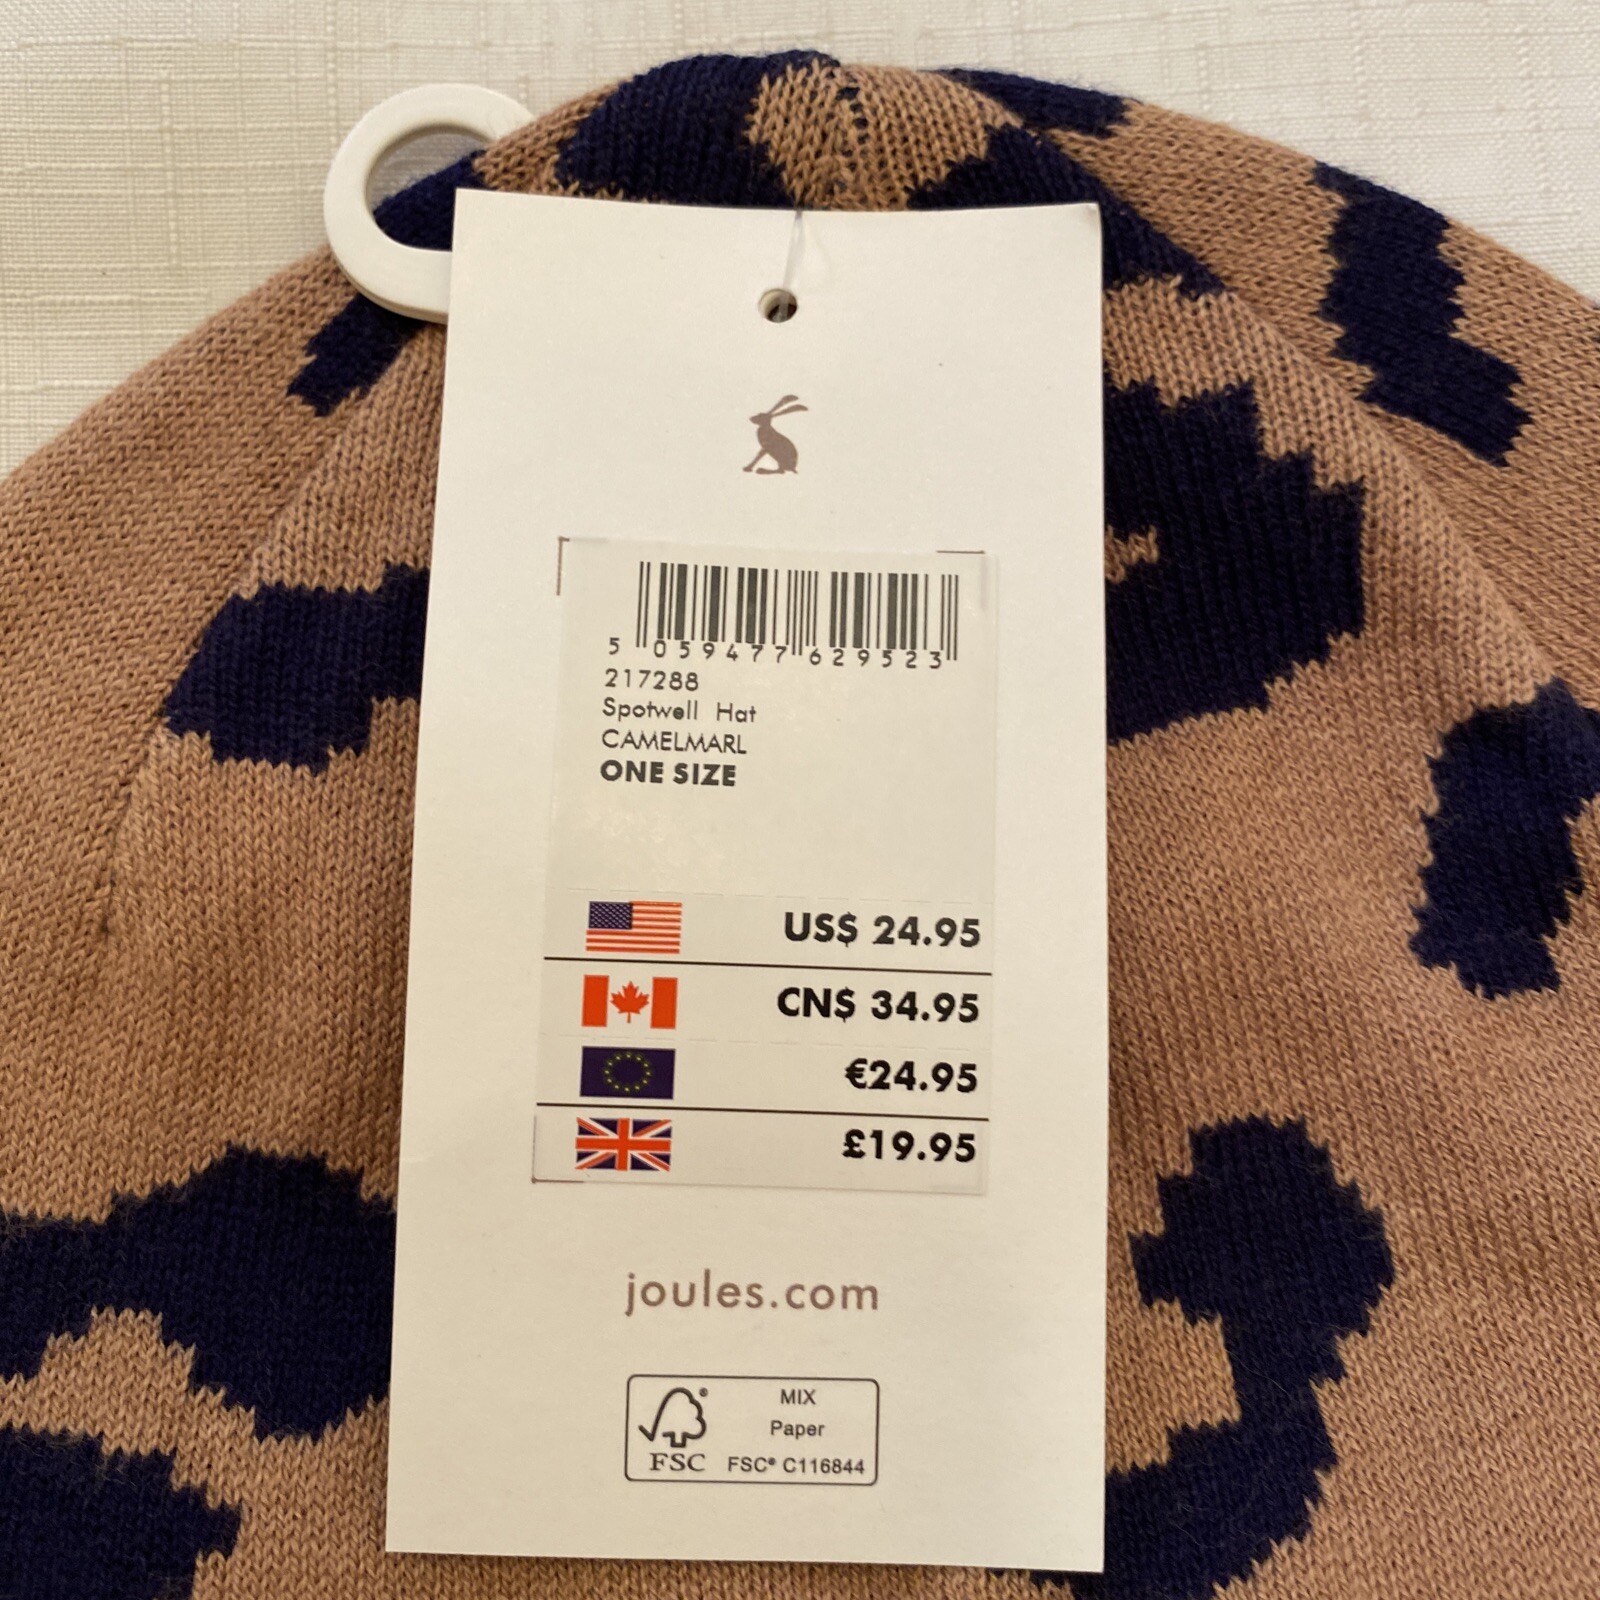 5 059477 629523
217288
Spotwell Hat
CAMELMARL
ONE SIZE
US$ 24.95
CN$ 34.95
€24.95
£19.95
joules.com
MIX
Paper
FSC® C116844
®
FSC